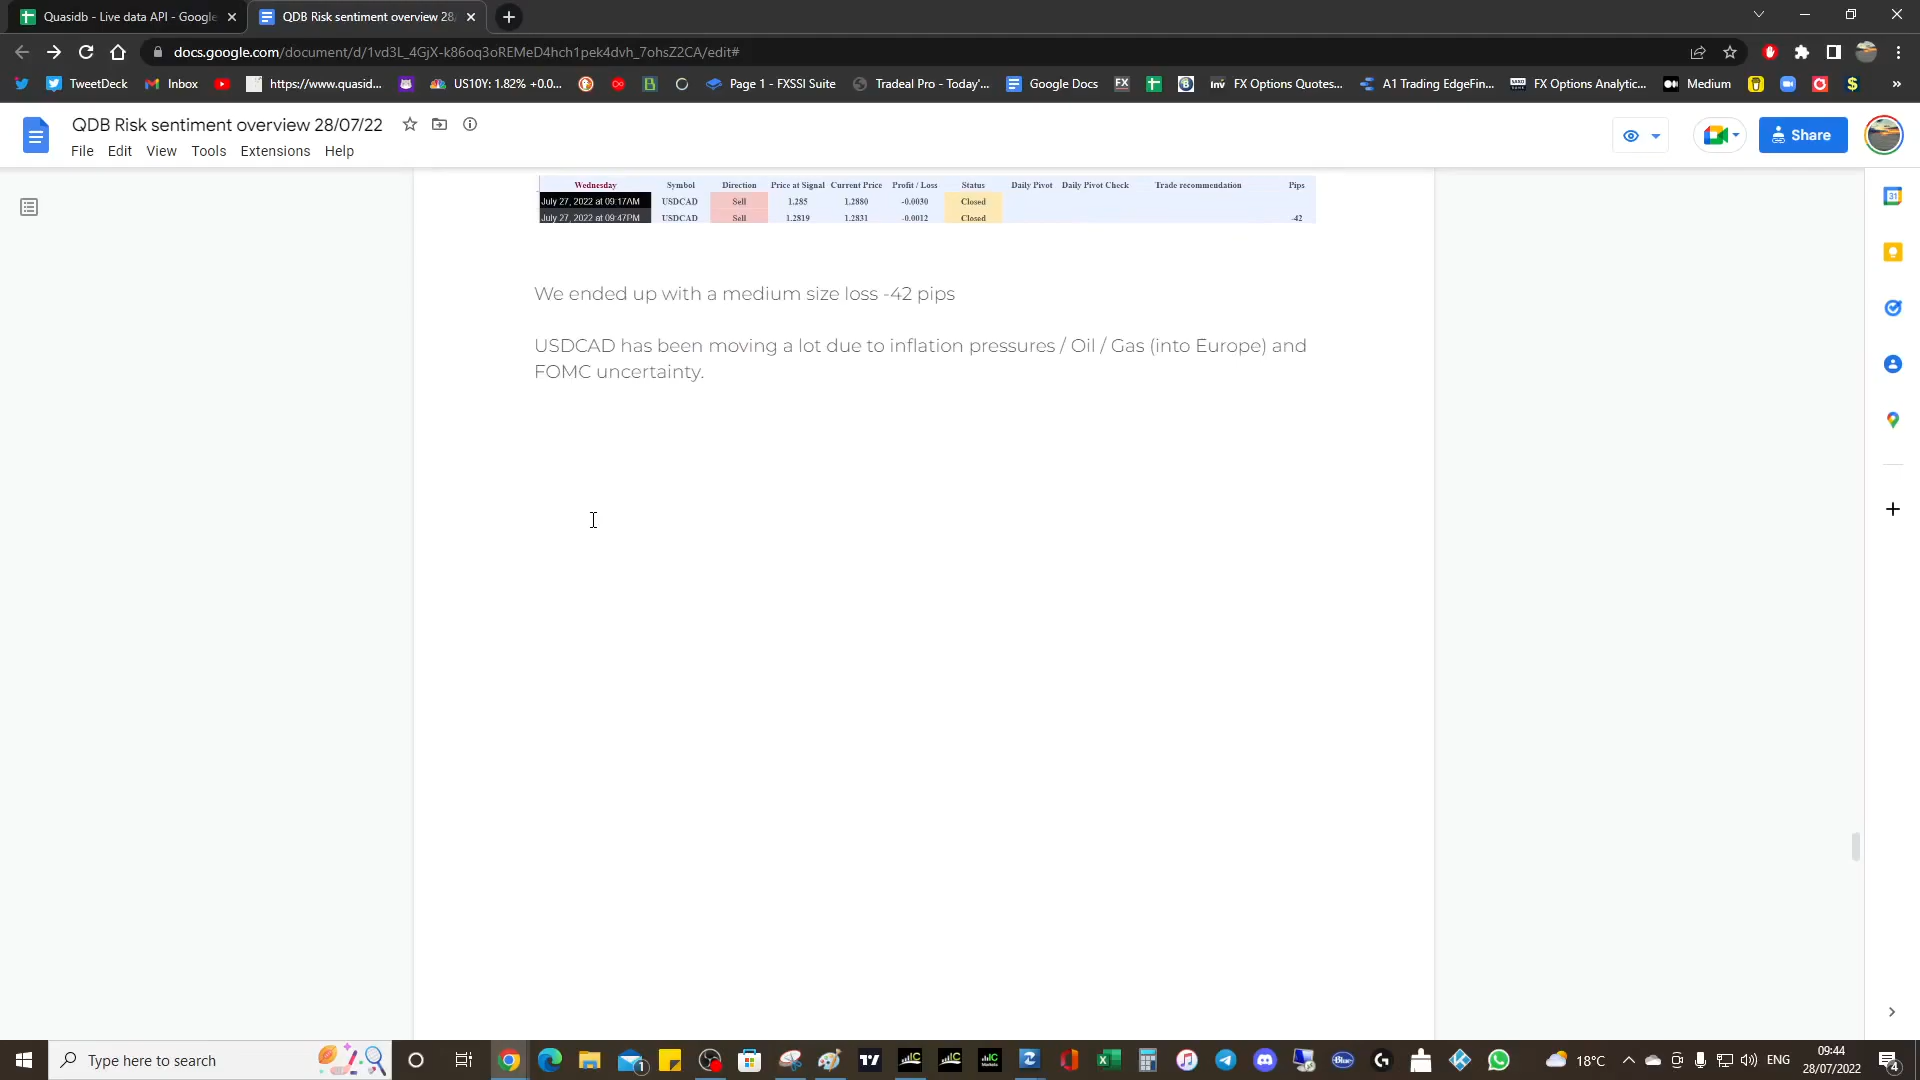 Quasidb - Live data API - Google
QDB Risk sentiment overview 28/
docs.google.com/document/d/1vd3L_4GjX-k86oq3oREMeD4hch1pek4dvh_7ohsZ2CA/edit#
TweetDeck Inbox https://www.quasid... US10Y: 1.82% +0.0... Page 1 - FXSSI Suite Tradeal Pro - Today'... Google Docs FX Inv FX Options Quotes... A1 Trading EdgeFin... FX Options Analytic... Medium
QDB Risk sentiment overview 28/07/22
File Edit View Tools Extensions Help
Share
Wednesday Symbol Direction Price at Signal Current Price Profit / Loss Status Daily Pivot Daily Pivot Check Trade recommendation Pips
July 27, 2022 at 09:17AM USDCAD Sell 1.285 1.2880 -0.0030 Closed
July 27, 2022 at 09:47PM USDCAD Sell 1.2819 1.2831 -0.0012 Closed -42
We ended up with a medium size loss -42 pips
USDCAD has been moving a lot due to inflation pressures / Oil / Gas (into Europe) and
FOMC uncertainty.
31
Type here to search
1
18°C
ENG
09:44
28/07/2022
4